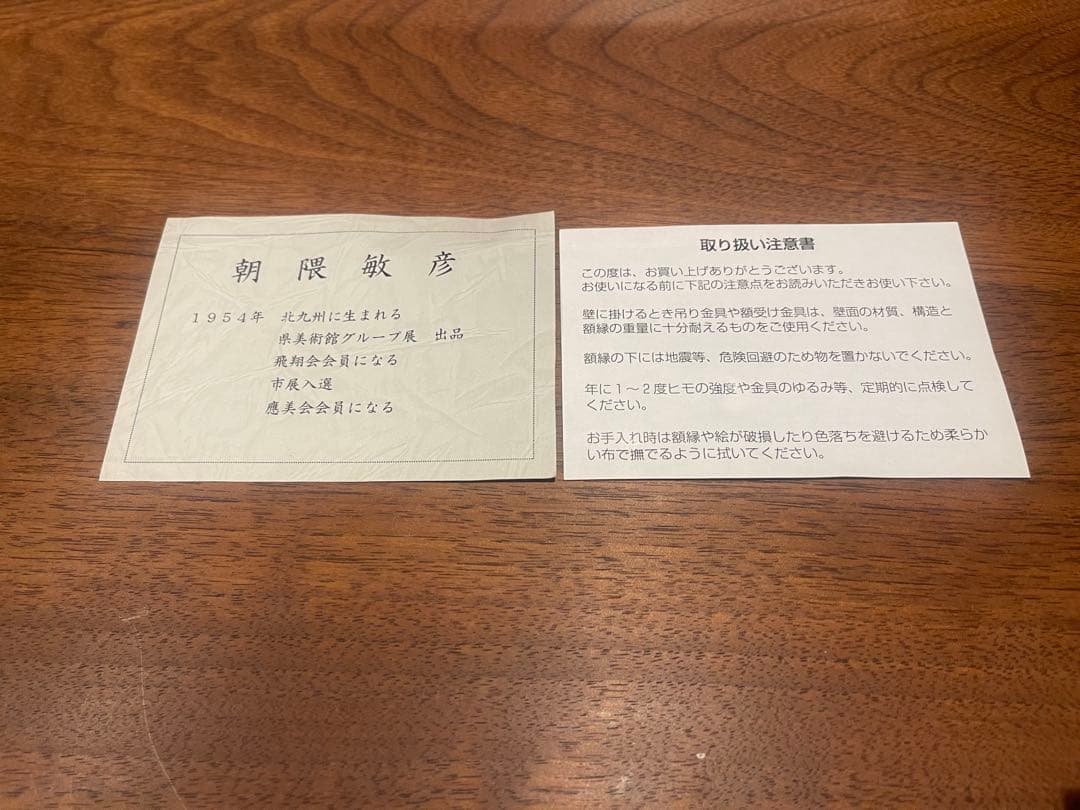 朝隈敏彦
1954年 北九州に生まれる
県美術館グループ展 出品
飛翔会会員になる
市展入選
應美会会員になる
取り扱い注意書
この度は、お買い上げありがとうございます。
お使いになる前に下記の注意点をお読みいただきお使い下さい。
壁に掛けるとき吊り金具や額受け金具は、壁面の材質、構造と
額縁の重量に十分耐えるものをご使用ください。
額縁の下には地震等、危険回避のため物を置かないでください。
年に1～2度ヒモの強度や金具のゆるみ等、定期的に点検して
ください。
お手入れ時は額縁や絵が破損したり色落ちを避けるため柔らか
い布で撫でるように拭いてください。